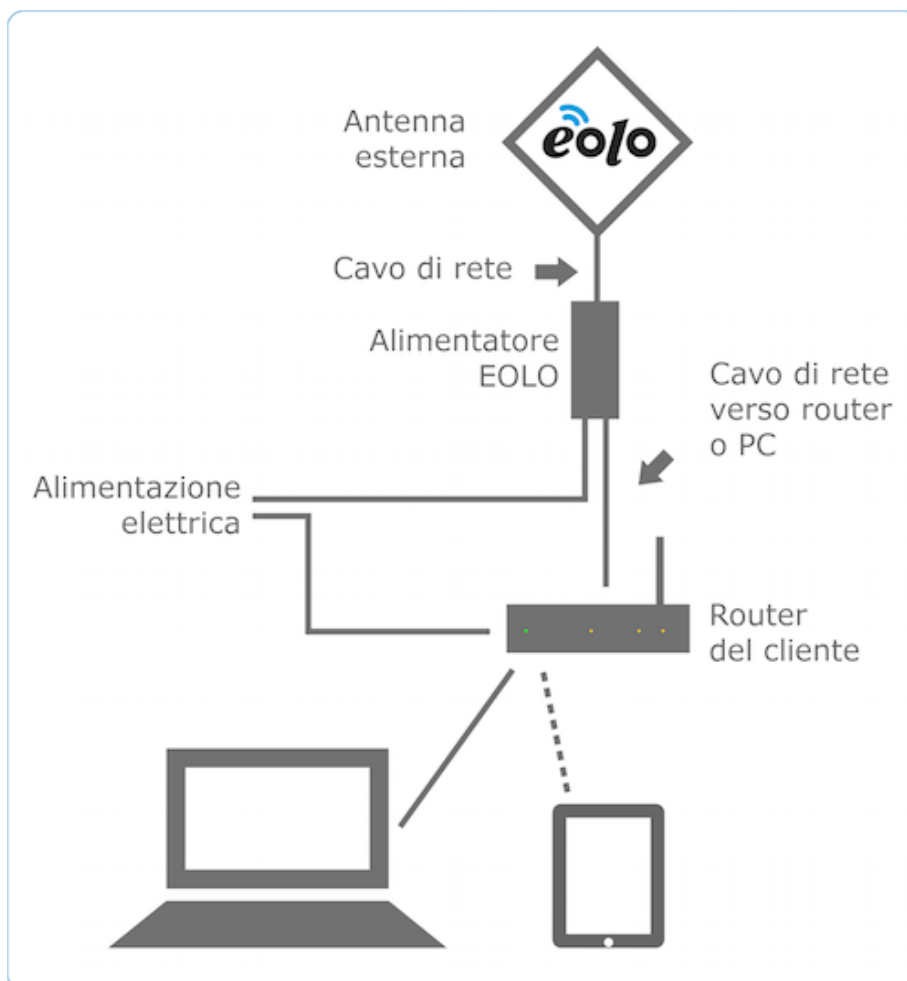 eolo
Antenna
esterna
Cavo di rete
Alimentatore
EOLO
Cavo di rete
verso router
o PC
Alimentazione
elettrica
Router
del cliente